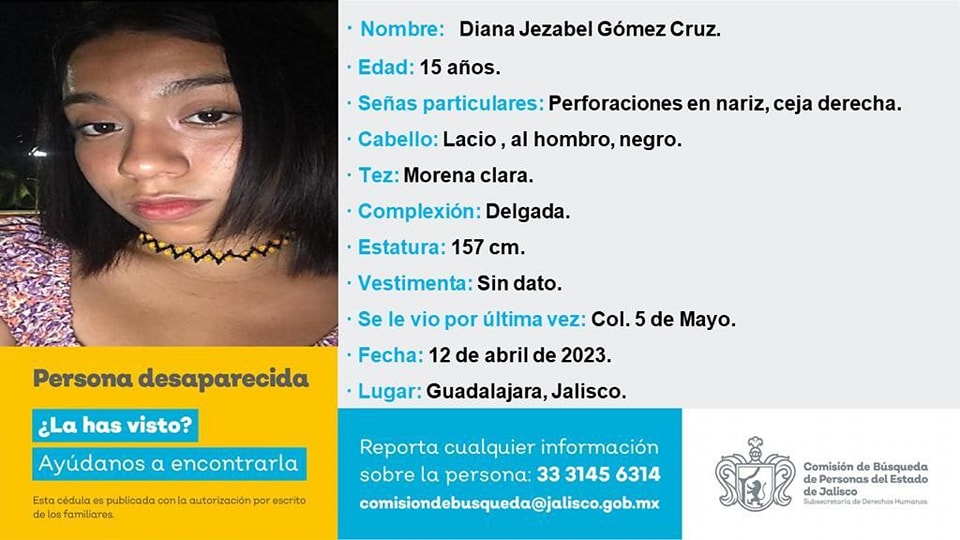 · Nombre: Diana Jezabel Gómez Cruz.
· Edad: 15 años.
· Señas particulares: Perforaciones en nariz, ceja derecha.
· Cabello: Lacio , al hombro, negro.
· Tez: Morena clara.
· Complexión: Delgada.
· Estatura: 157 cm.
· Vestimenta: Sin dato.
· Se le vio por última vez: Col. 5 de Mayo.
· Fecha: 12 de abril de 2023.
· Lugar: Guadalajara, Jalisco.
Persona desaparecida
¿La has visto?
Ayúdanos a encontrarla
Esta cédula es publicada con la autorización por escrito
de los familiares.
Reporta cualquier información
sobre la persona: 33 3145 6314
comisiondebusqueda@jalisco.gob.mx
Comisión de Búsqueda
de Personas del Estado
de Jalisco
Subsecretaría de Derechos Humanos